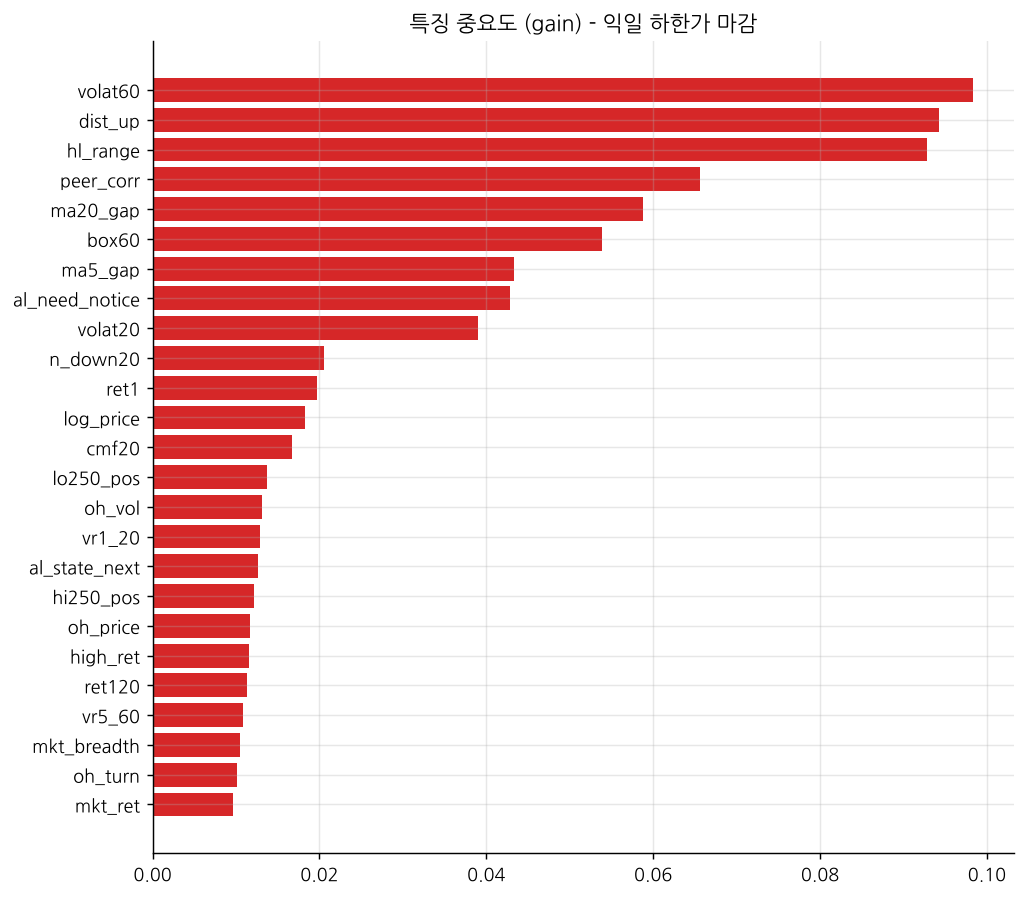 특징 중요도 (gain) - 익일 하한가 마감
volat60
dist_up
hl_range
peer_corr
ma20_gap
box60
ma5_gap
al_need_notice
volat20
n_down20
ret1
log_price
cmf20
lo250_pos
oh_vol
vr1_20
al_state_next
hi250_pos
oh_price
high_ret
ret120
vr5_60
mkt_breadth
oh_turn
mkt_ret
0.00 0.02 0.04 0.06 0.08 0.10